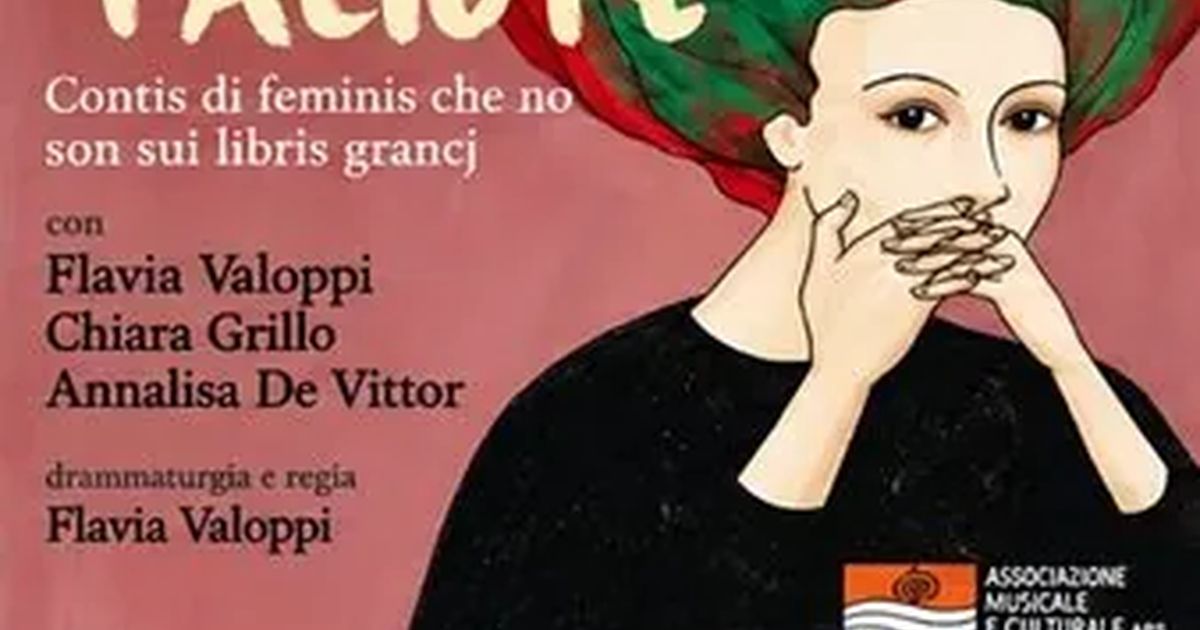 Contis di feminis che no
son sui libris grancj
con
Flavia Valoppi
Chiara Grillo
Annalisa De Vittor
drammaturgia e regia
Flavia Valoppi
ASSOCIAZIONE
MUSICALE
E CULTURALE